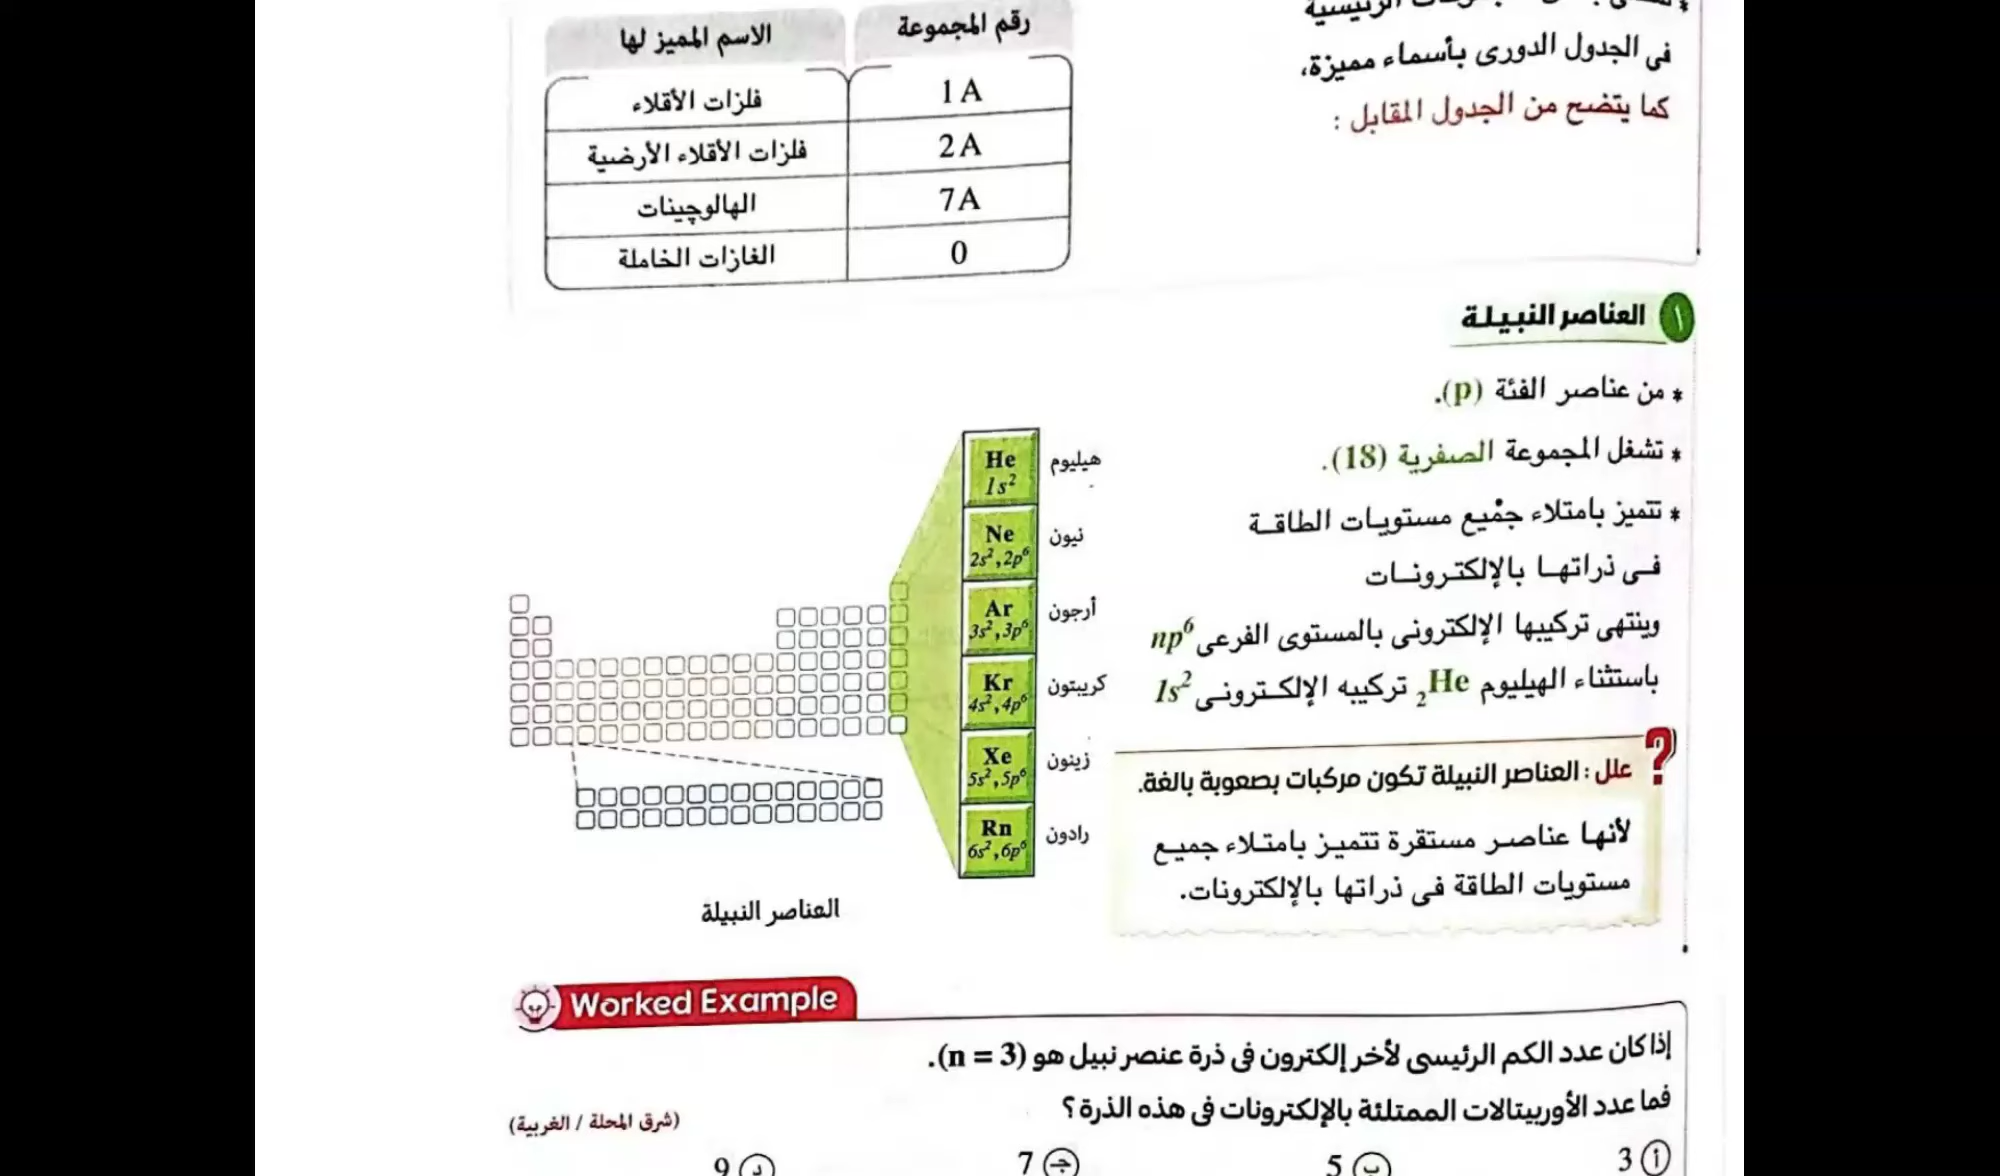 الرئيسية
فى الجدول الدورى بأسماء مميزة،
كما يتضح من الجدول المقابل :
رقم المجموعة الاسم المميز لها
1A فلزات الأقلاء
2A فلزات الأقلاء الأرضية
7A الهالوچينات
0 الغازات الخاملة
١ العناصر النبيلة
* من عناصر الفئة (p).
* تشغل المجموعة الصفرية (18).
* تتميز بامتلاء جميع مستويات الطاقة
فى ذراتها بالإلكترونات
وينتهى تركيبها الإلكترونى بالمستوى الفرعى np⁶
باستثناء الهيليوم ₂He تركيبه الإلكترونى 1s²
? علل : العناصر النبيلة تكون مركبات بصعوبة بالغة.
لأنها عناصر مستقرة تتميز بامتلاء جميع
مستويات الطاقة فى ذراتها بالإلكترونات.
هيليوم He
1s²
نيون Ne
2s², 2p⁶
أرجون Ar
3s², 3p⁶
كريبتون Kr
4s², 4p⁶
زينون Xe
5s², 5p⁶
رادون Rn
6s², 6p⁶
العناصر النبيلة
Worked Example
إذا كان عدد الكم الرئيسى لأخر إلكترون فى ذرة عنصر نبيل هو (n = 3).
فما عدد الأوربيتالات الممتلئة بالإلكترونات فى هذه الذرة ؟ (شرق المحلة / الغربية)
أ 3 ب 5 ج 7 د 9